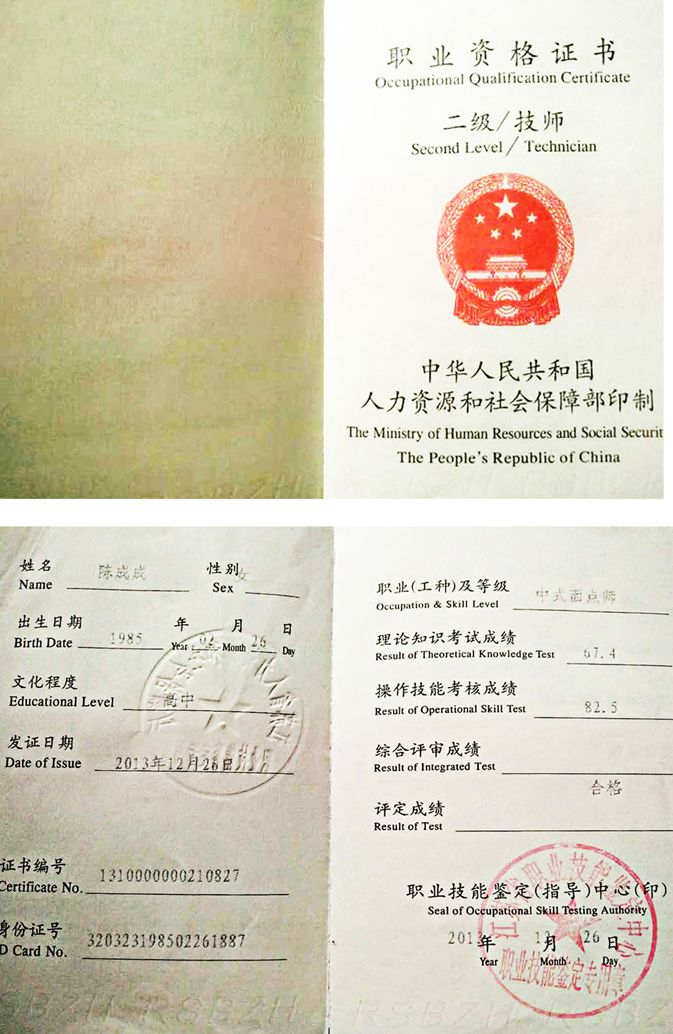 职业资格证书
Occupational Qualification Certificate
二级/技师
Second Level/Technician
中华人民共和国
人力资源和社会保障部印制
The Ministry of Human Resources and Social Securit
The People's Republic of China
姓名 陈成成 性别 女
Name Sex
出生日期 年 月 日
Birth Date 1985 Year 02 Month 26 Day
文化程度
Educational Level 高中
发证日期
Date of Issue 2013年12月26日
证书编号
Certificate No. 1310000000210827
身份证号
D Card No. 320323198502261887
职业(工种)及等级 中式面点师
Occupation & Skill Level
理论知识考试成绩
Result of Theoretical Knowledge Test 67.4
操作技能考核成绩
Result of Operational Skill Test 82.5
综合评审成绩
Result of Integrated Test
合格
评定成绩
Result of Test
职业技能鉴定(指导)中心(印)
Seal of Occupational Skill Testing Authority
年 月 26 日
Year Month Day
职业技能鉴定专用章